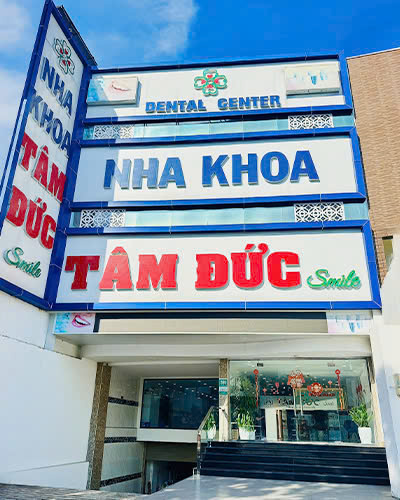 NHA
KHOA
TÂM
ĐỨC
Smile
DENTAL CENTER
NHA KHOA
TÂM ĐỨC Smile